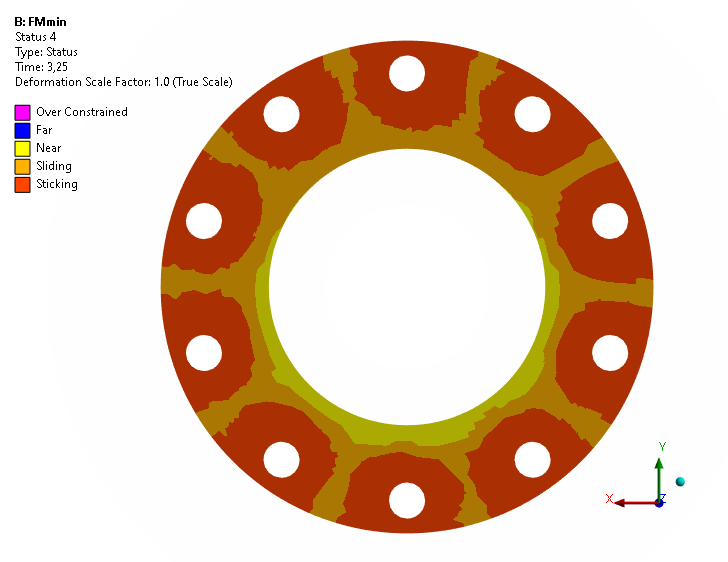 B: FMmin
Status 4
Type: Status
Time: 3,25
Deformation Scale Factor: 1.0 (True Scale)
Over Constrained
Far
Near
Sliding
Sticking
Y
X
Z